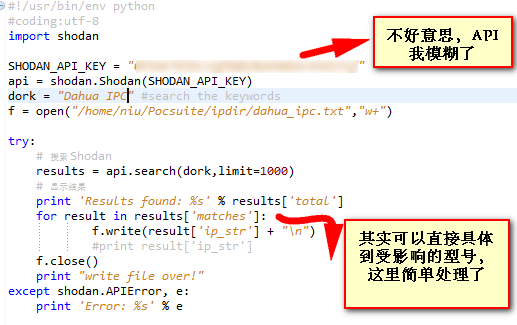 #!/usr/bin/env python
#coding:utf-8
import shodan
SHODAN_API_KEY = "
api = shodan.Shodan(SHODAN_API_KEY)
dork = "Dahua IPC" #search the keywords
f = open("/home/niu/Pocsuite/ipdir/dahua_ipc.txt","w+")
try:
# 搜索 Shodan
results = api.search(dork,limit=1000)
# 显示结果
print 'Results found: %s' % results['total']
for result in results['matches']:
f.write(result['ip_str'] + "\n")
#print result['ip_str']
f.close()
print "write file over!"
except shodan.APIError, e:
print 'Error: %s' % e
不好意思，API
我模糊了
其实可以直接具体
到受影响的型号，
这里简单处理了